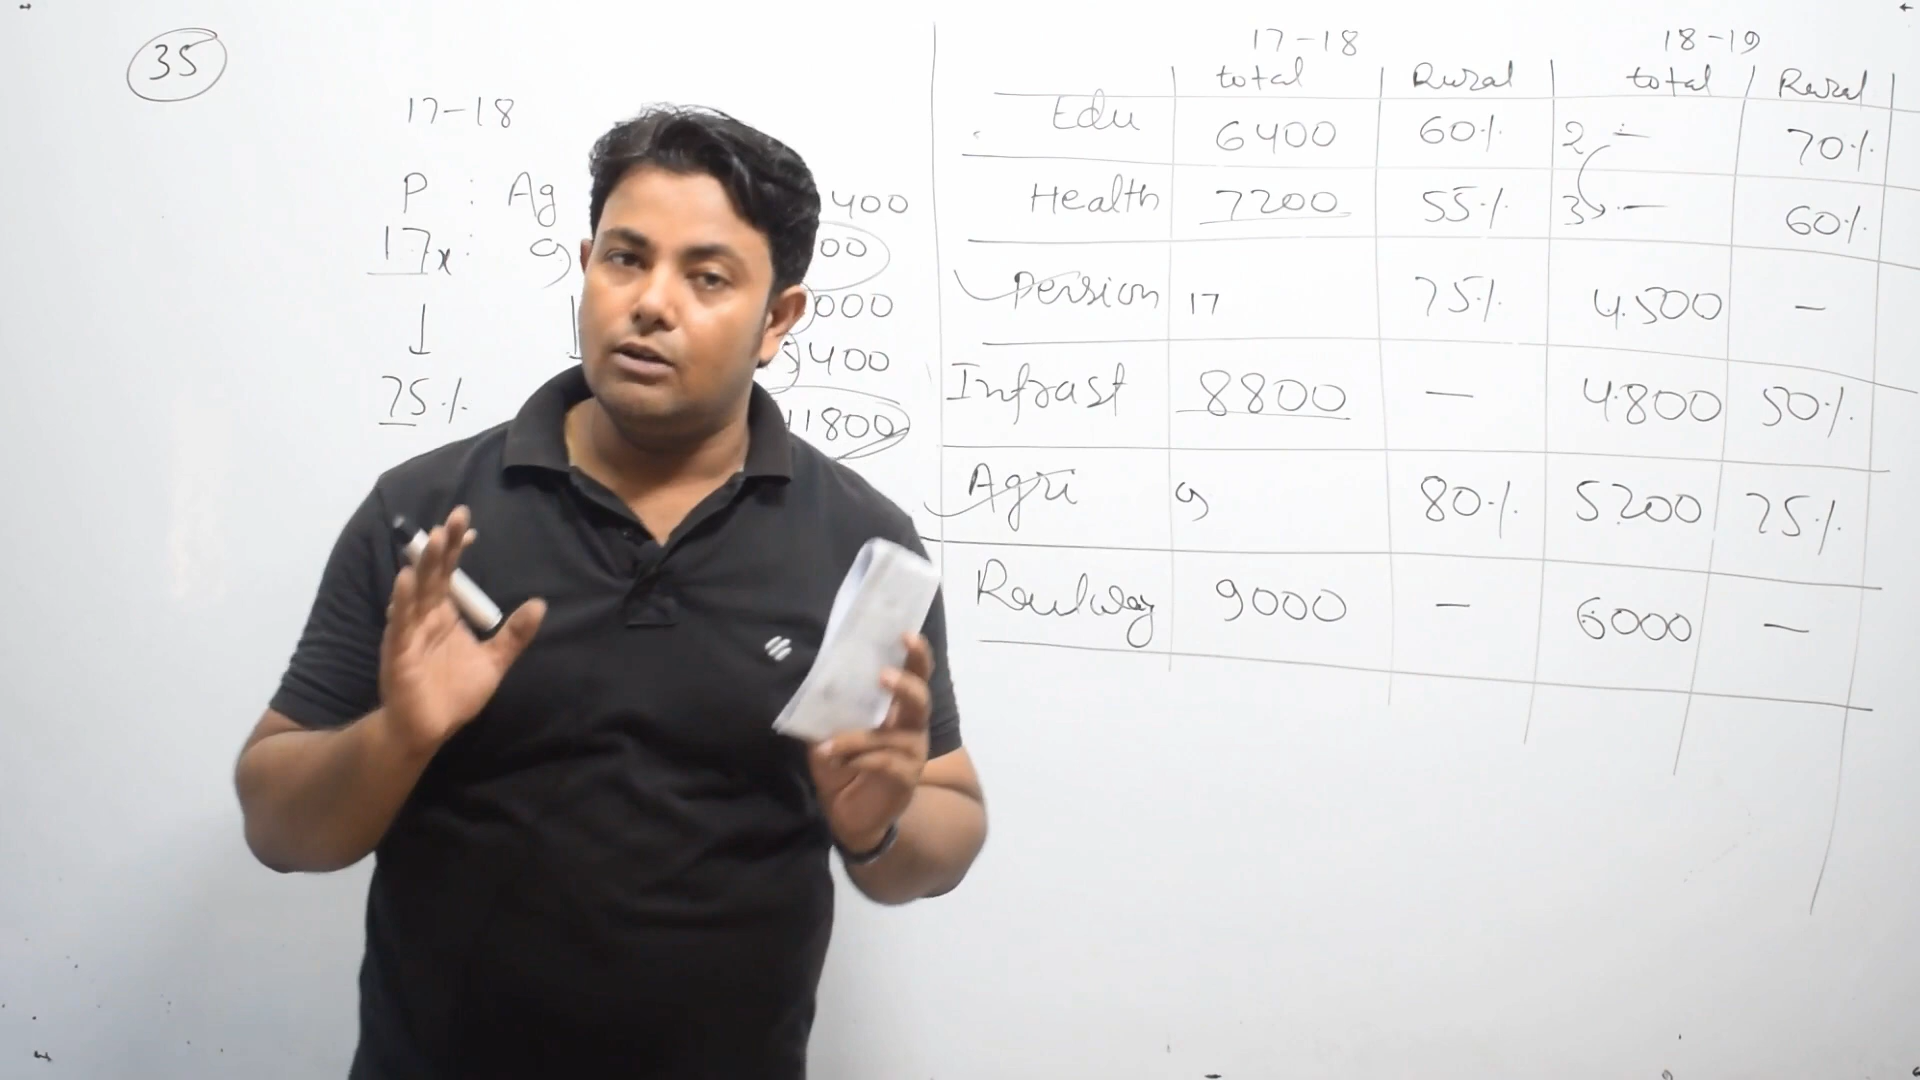 35
17-18
P : Ag
17x : 9
75%
400
00
000
5400
11800
17-18 18-19
total Rural total Rural
Edu 6400 60% 2 - 70%
Health 7200 55% 3 - 60%
Pension 17 75% 4500 -
Infrast 8800 - 4800 50%
Agri 9 80% 5200 75%
Railway 9000 - 6000 -